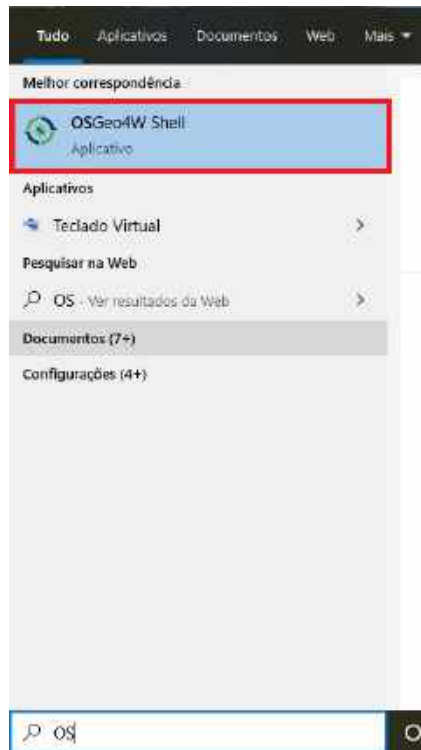 Tudo Aplicativos Documentos Web Mais
Melhor correspondência
OSGeo4W Shell
Aplicativo
Aplicativos
Teclado Virtual
Pesquisar na Web
OS - Ver resultados da Web
Documentos (7+)
Configurações (4+)
OS